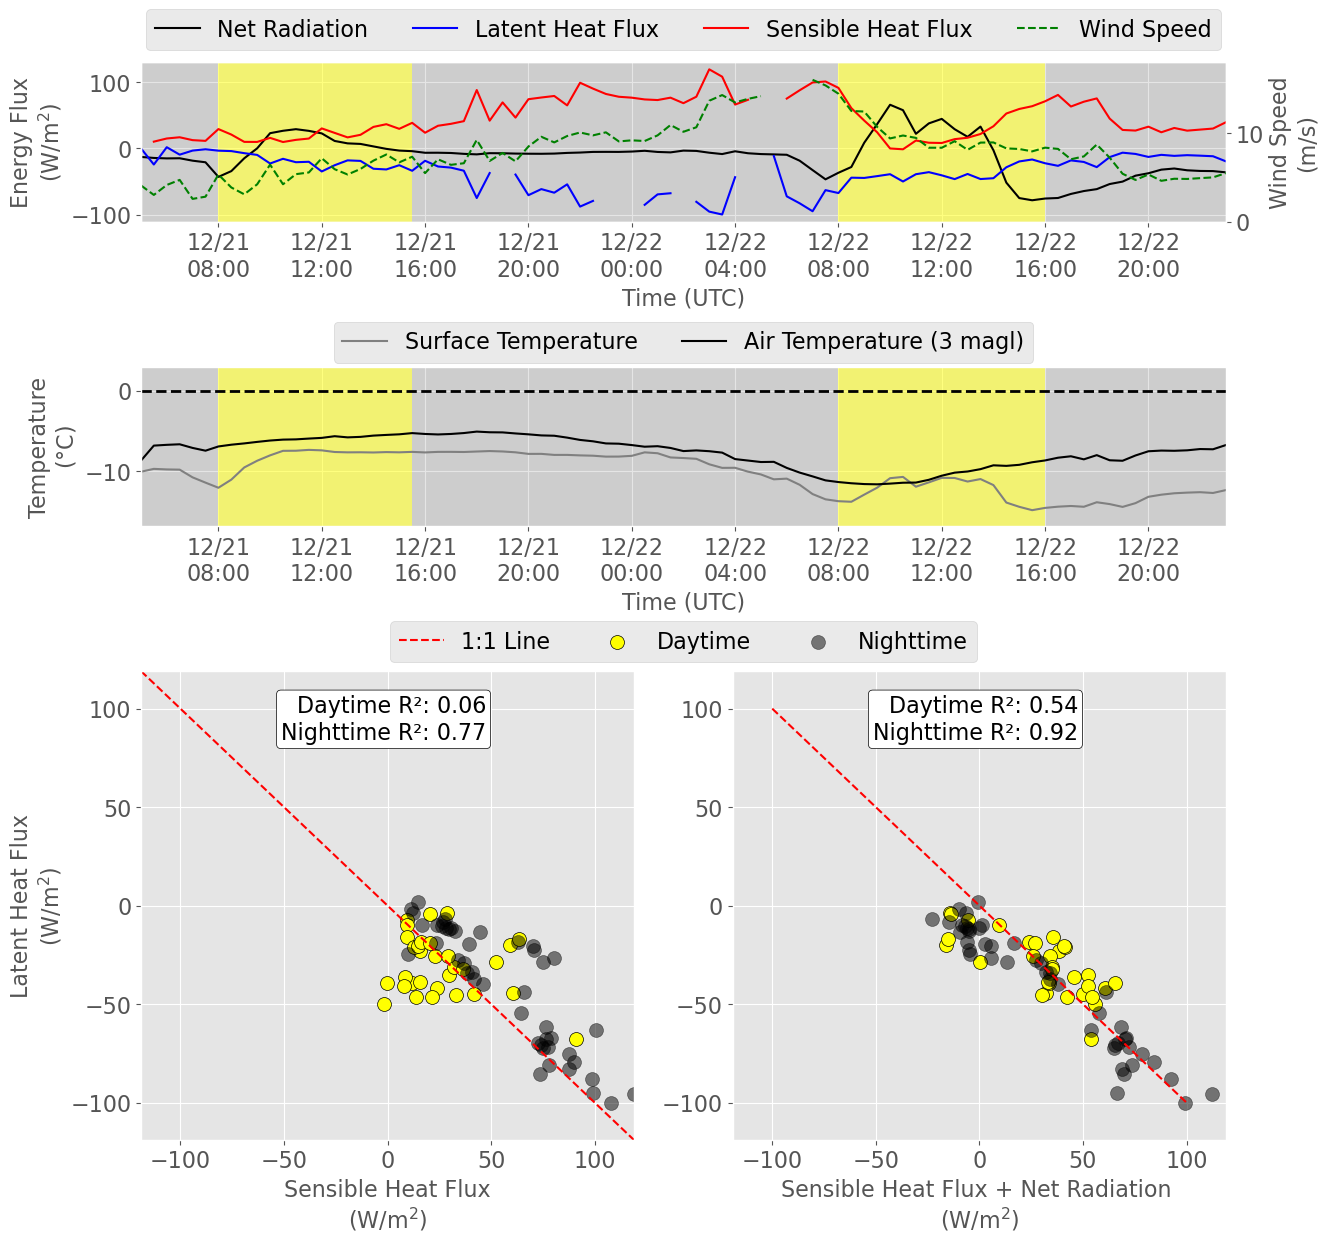 Net Radiation Latent Heat Flux Sensible Heat Flux Wind Speed
Energy Flux
(W/m²)
100
0
−100
Wind Speed
(m/s)
10
0
12/21 12/21 12/21 12/21 12/22 12/22 12/22 12/22 12/22 12/22
08:00 12:00 16:00 20:00 00:00 04:00 08:00 12:00 16:00 20:00
Time (UTC)
Surface Temperature Air Temperature (3 magl)
Temperature
(°C)
0
−10
12/21 12/21 12/21 12/21 12/22 12/22 12/22 12/22 12/22 12/22
08:00 12:00 16:00 20:00 00:00 04:00 08:00 12:00 16:00 20:00
Time (UTC)
1:1 Line Daytime Nighttime
Latent Heat Flux
(W/m²)
100
50
0
−50
−100
Daytime R²: 0.06
Nighttime R²: 0.77
−100 −50 0 50 100
Sensible Heat Flux
(W/m²)
100
50
0
−50
−100
Daytime R²: 0.54
Nighttime R²: 0.92
−100 −50 0 50 100
Sensible Heat Flux + Net Radiation
(W/m²)